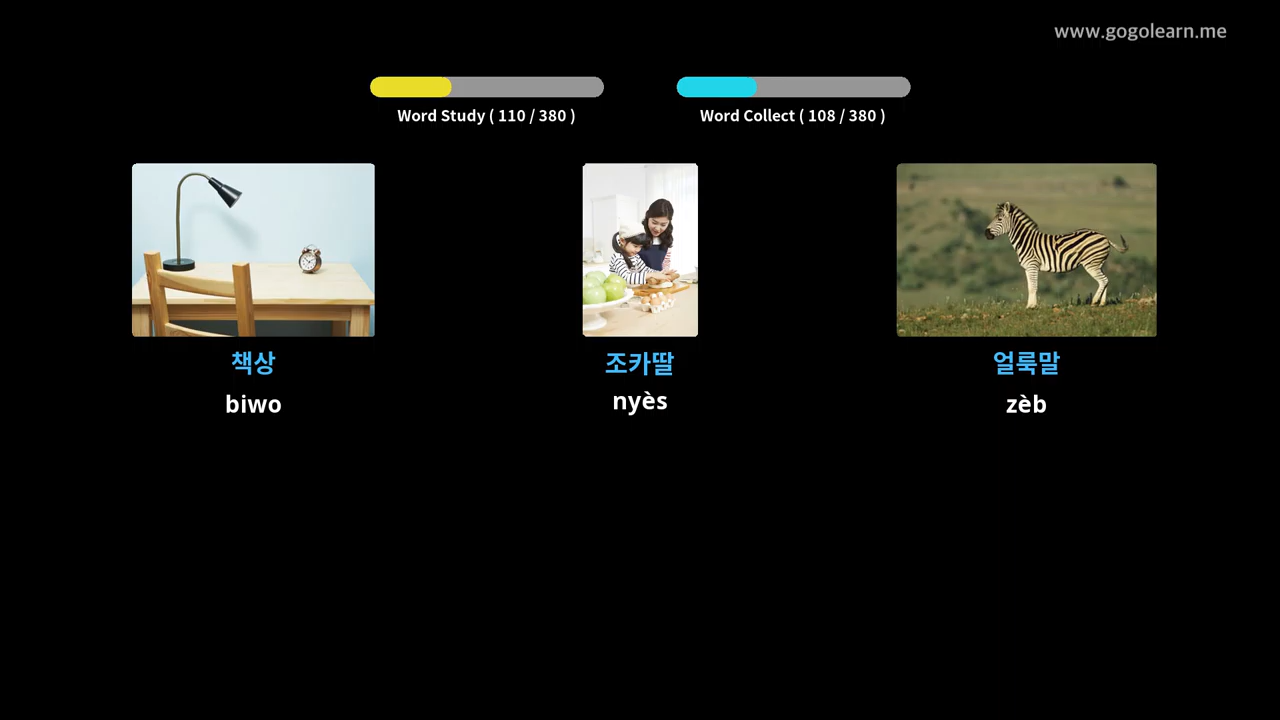 www.gogolearn.me
Word Study ( 110 / 380 )
Word Collect ( 108 / 380 )
책상
조카딸
얼룩말
biwo
nyès
zèb